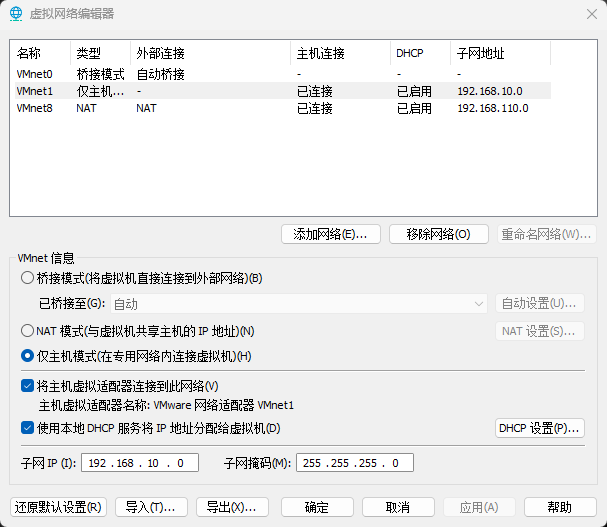 虚拟网络编辑器
名称 类型 外部连接 主机连接 DHCP 子网地址
VMnet0 桥接模式 自动桥接 - - -
VMnet1 仅主机... - 已连接 已启用 192.168.10.0
VMnet8 NAT NAT 已连接 已启用 192.168.110.0
添加网络(E)... 移除网络(O) 重命名网络(W)...
VMnet 信息
桥接模式(将虚拟机直接连接到外部网络)(B)
已桥接至(G): 自动 自动设置(U)...
NAT 模式(与虚拟机共享主机的 IP 地址)(N) NAT 设置(S)...
仅主机模式(在专用网络内连接虚拟机)(H)
将主机虚拟适配器连接到此网络(V)
主机虚拟适配器名称: VMware 网络适配器 VMnet1
使用本地 DHCP 服务将 IP 地址分配给虚拟机(D) DHCP 设置(P)...
子网 IP (I): 192 . 168 . 10 . 0 子网掩码(M): 255 . 255 . 255 . 0
还原默认设置(R) 导入(T)... 导出(X)... 确定 取消 应用(A) 帮助